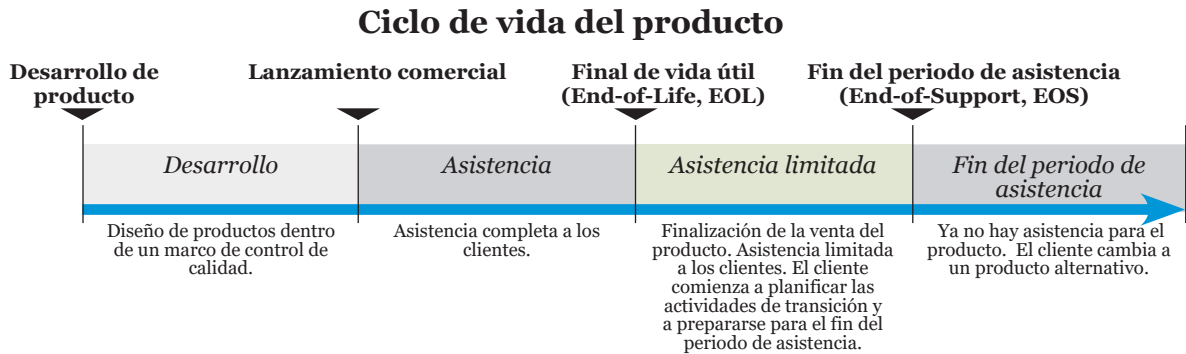 Ciclo de vida del producto
Desarrollo de
producto
Lanzamiento comercial
Final de vida útil
(End-of-Life, EOL)
Fin del periodo de asistencia
(End-of-Support, EOS)
Desarrollo
Asistencia
Asistencia limitada
Fin del periodo de
asistencia
Diseño de productos dentro
de un marco de control de
calidad.
Asistencia completa a los
clientes.
Finalización de la venta del
producto. Asistencia limitada
a los clientes. El cliente
comienza a planificar las
actividades de transición y
a prepararse para el fin del
periodo de asistencia.
Ya no hay asistencia para el
producto.  El cliente cambia a
un producto alternativo.